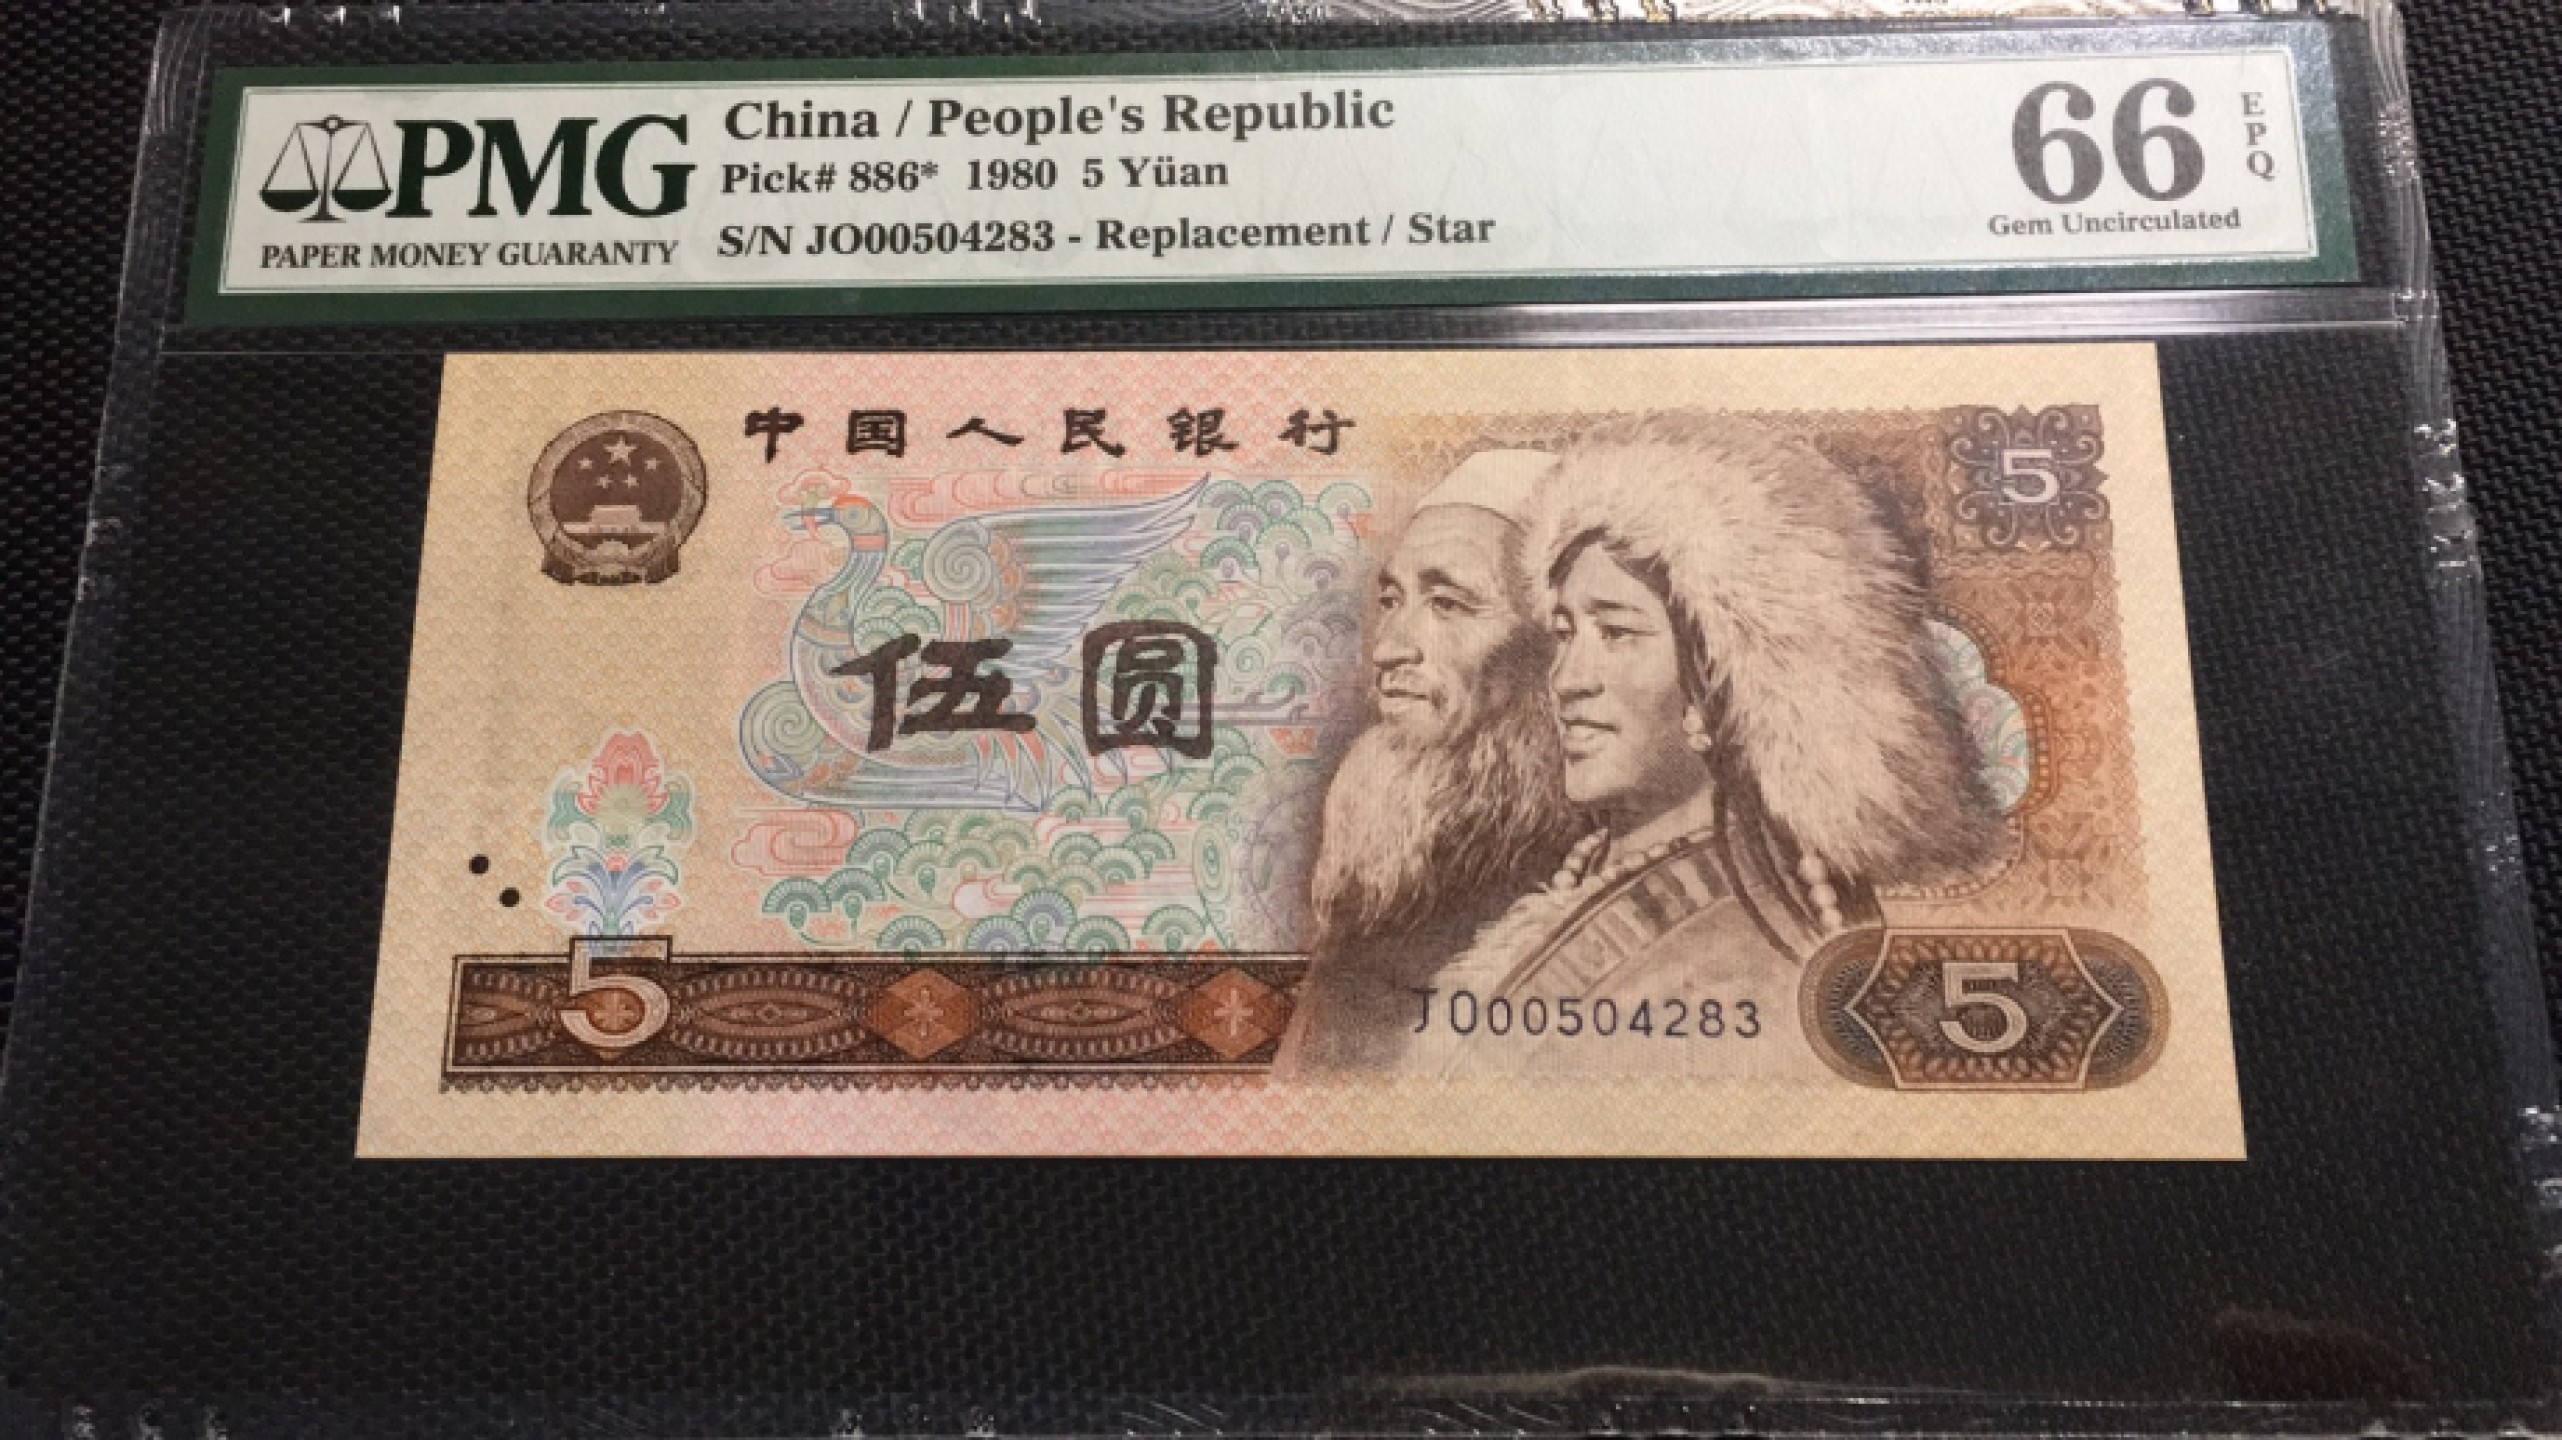 PMG
PAPER MONEY GUARANTY
China / People's Republic
Pick# 886* 1980 5 Yüan
S/N JO00504283 - Replacement / Star
66
EPQ
Gem Uncirculated
中国人民银行
5
伍圆
5
JO00504283
5